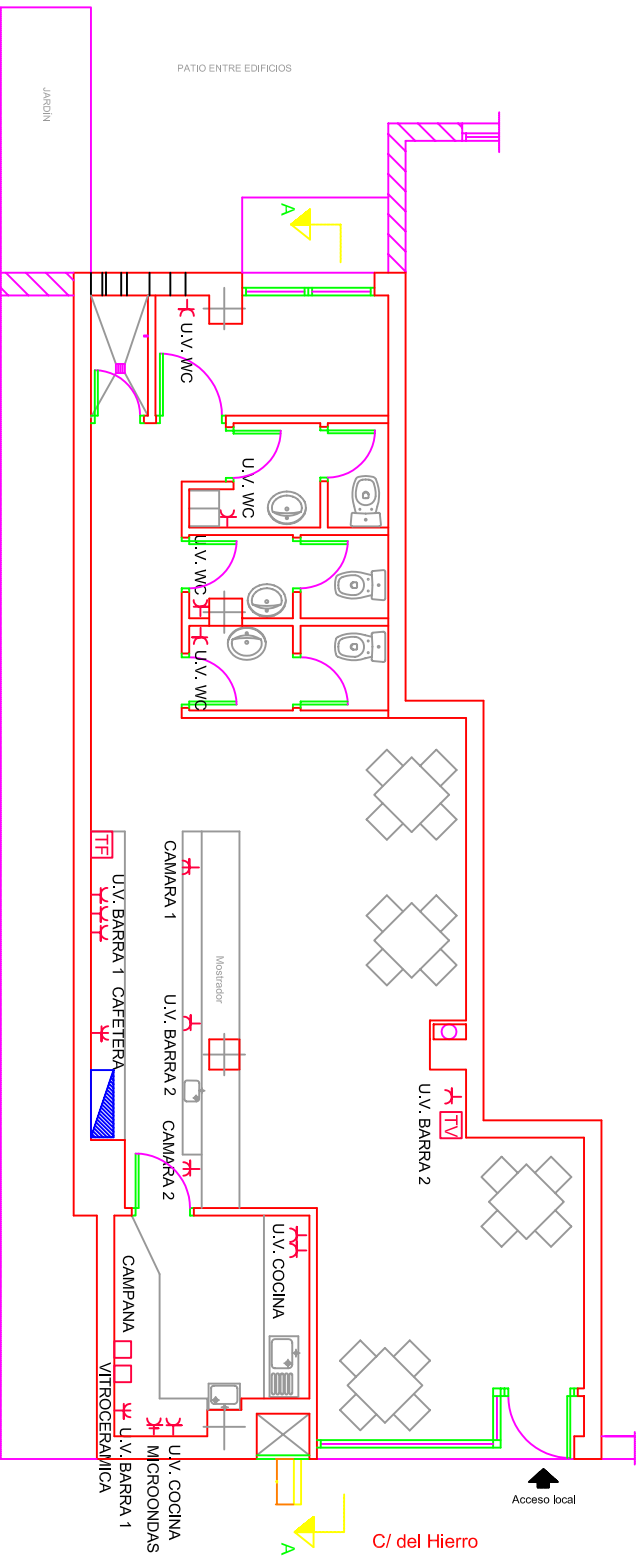 PATIO ENTRE EDIFICIOS
JARDÍN
A
U.V. WC
U.V. WC
U.V. WC
U.V. WC
TF
U.V. BARRA 1
CAFETERA
CAMARA 1
U.V. BARRA 2
CAMARA 2
Mostrador
U.V. BARRA 2
TV
U.V. COCINA
CAMPANA
VITROCERAMICA
U.V. BARRA 1
MICROONDAS
U.V. COCINA
Acceso local
A
C/ del Hierro